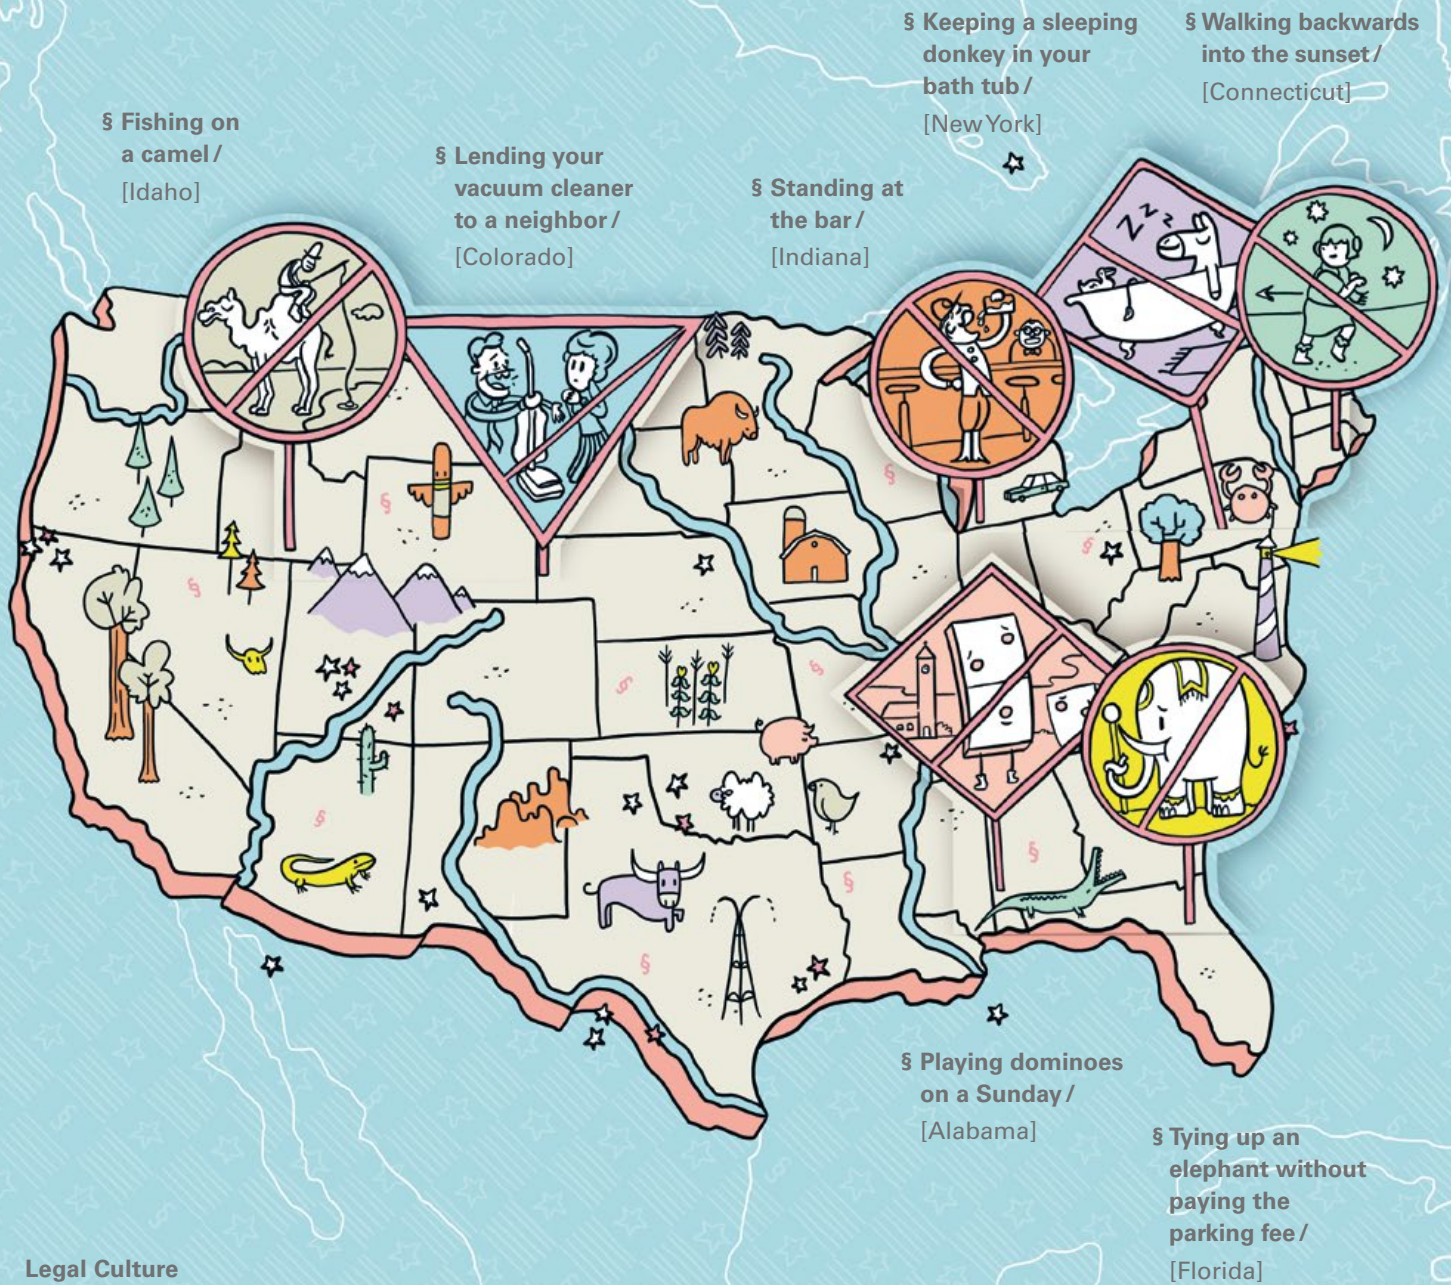 § Keeping a sleeping
donkey in your
bath tub /
[New York]
§ Walking backwards
into the sunset /
[Connecticut]
§ Fishing on
a camel /
[Idaho]
§ Lending your
vacuum cleaner
to a neighbor /
[Colorado]
§ Standing at
the bar /
[Indiana]
Z z z
§
§
§
§
§
§
§
§
§
§
§ Playing dominoes
on a Sunday /
[Alabama]
§ Tying up an
elephant without
paying the
parking fee /
[Florida]
Legal Culture